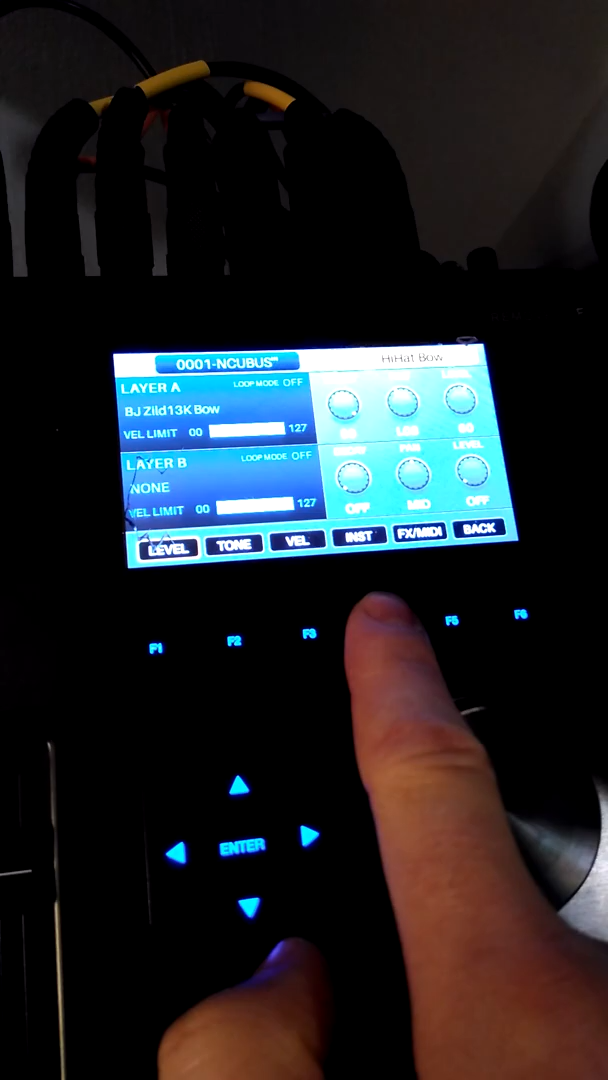 0001-NCUBUS
HiHat Bow
LAYER A
LOOP MODE OFF
BJ Zild13K Bow
VEL LIMIT 00 127
LAYER B
LOOP MODE OFF
NONE
VEL LIMIT 00 127
DECAY PAN LEVEL
OFF MID OFF
LEVEL TONE VEL INST FX/MIDI BACK
F1 F2 F3 F5 F6
ENTER